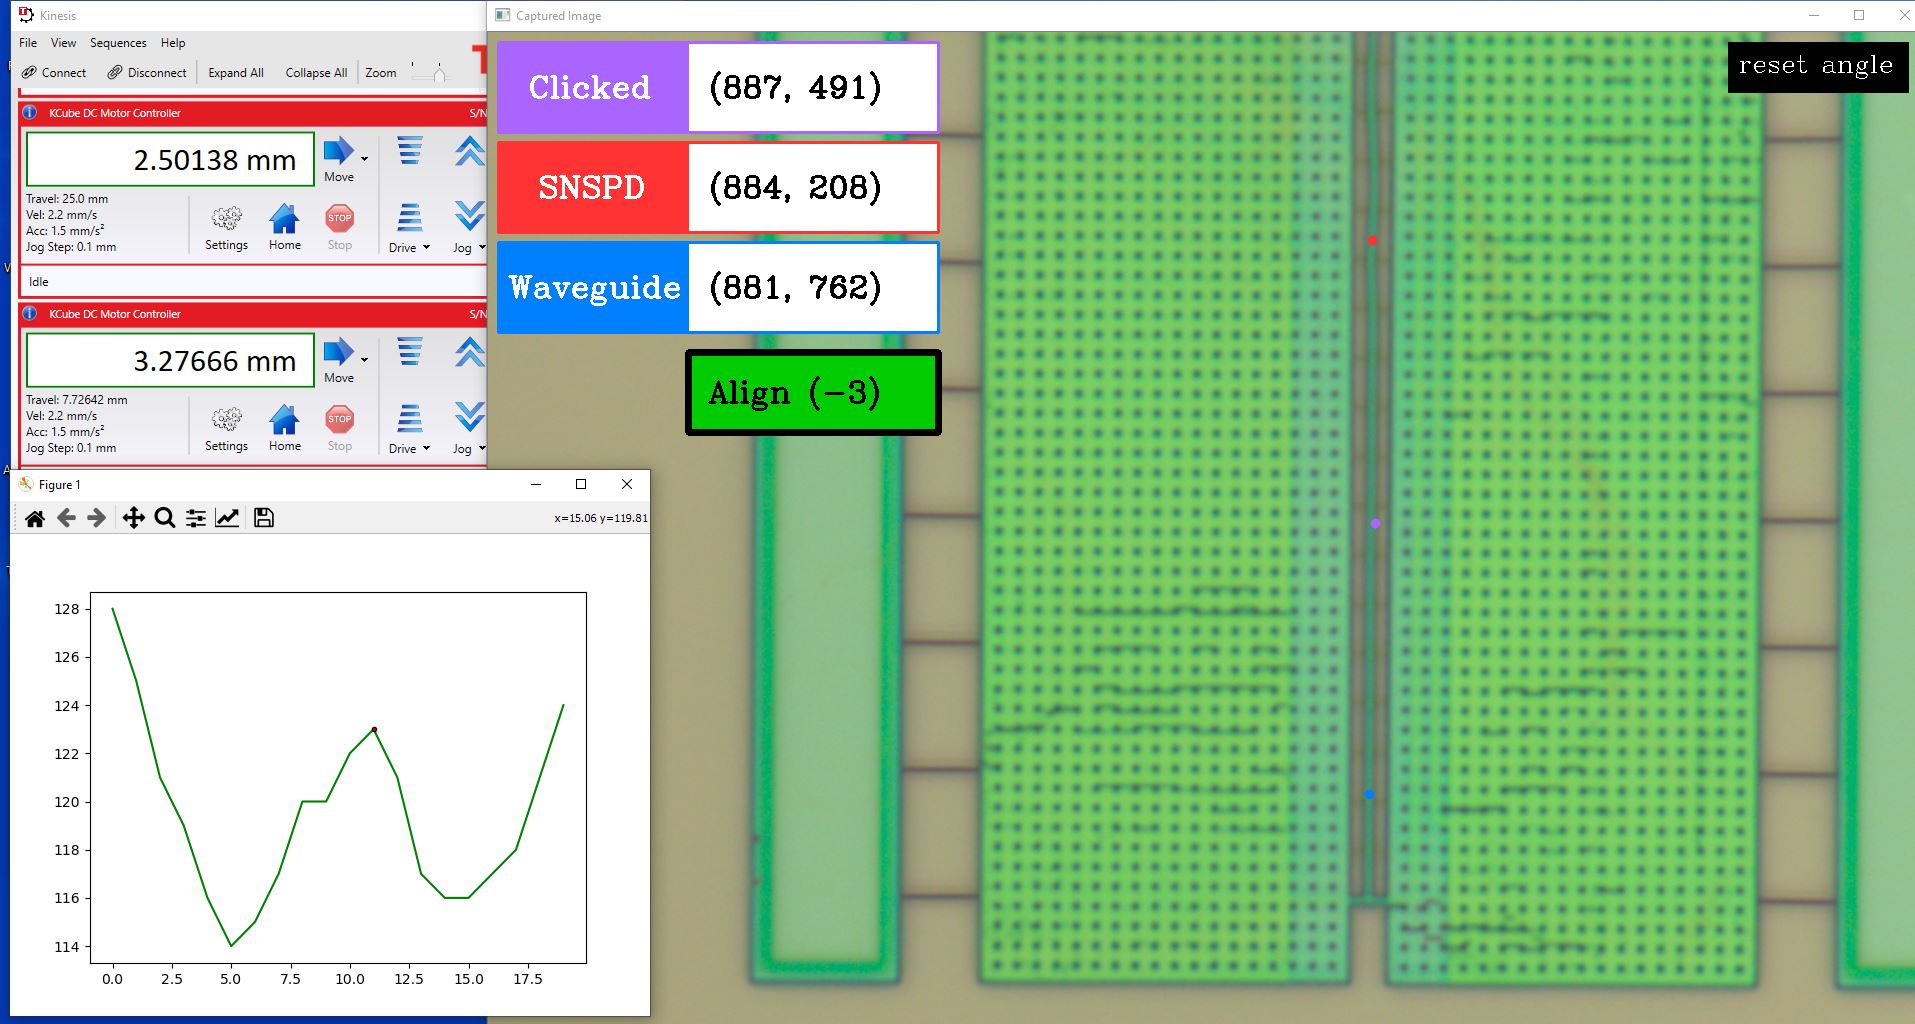 Kinesis
File View Sequences Help
Connect Disconnect Expand All Collapse All Zoom
KCube DC Motor Controller S/N
2.50138 mm
Move
Travel: 25.0 mm
Vel: 2.2 mm/s
Acc: 1.5 mm/s²
Jog Step: 0.1 mm
Settings Home STOP Stop Drive Jog
Idle
KCube DC Motor Controller S/N
3.27666 mm
Move
Travel: 7.72642 mm
Vel: 2.2 mm/s
Acc: 1.5 mm/s²
Jog Step: 0.1 mm
Settings Home STOP Stop Drive Jog
Captured Image
Clicked (887, 491)
SNSPD (884, 208)
Waveguide (881, 762)
Align (-3)
reset angle
Figure 1
x=15.06 y=119.81
128
126
124
122
120
118
116
114
0.0 2.5 5.0 7.5 10.0 12.5 15.0 17.5